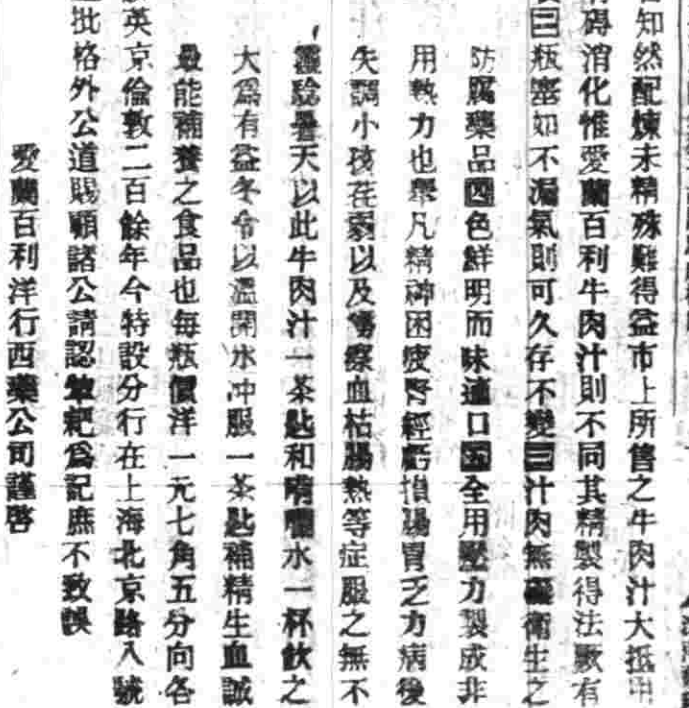 知然配煉未精殊難得益市上所售之牛肉汁大抵中
碍消化惟愛蘭百利牛肉汁則不同其精製得法歟有
㊂瓶塞如不漏氣則可久存不變㊂汁肉無礙衛生之
防腐藥品四色鮮明而味適口五全用壓力製成非
用熱力也舉凡精神困疲腎經虧損腸胃乏力病後
失調小孩荏弱以及癆瘵血枯腸熱等症服之無不
靈驗暑天以此牛肉汁一茶匙和荷蘭水一杯飲之
大爲有益冬令以溫開水冲服一茶匙補精生血誠
最能補養之食品也每瓶價洋一元七角五分向各
英京倫敦二百餘年今特設分行在上海北京路八號
批格外公道賜顧諸公請認犂耙爲記庶不致誤
愛蘭百利洋行西藥公司謹啓